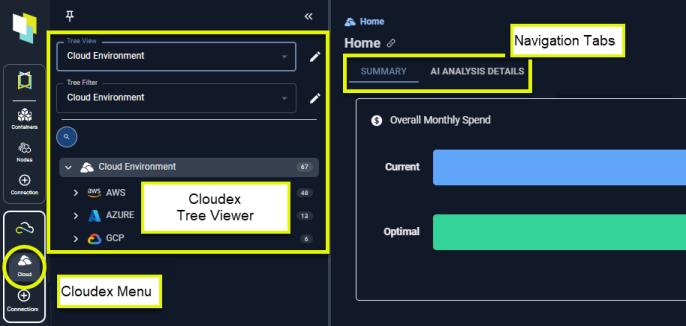 Containers
Nodes
Connection
Cloud
Connections
Tree View
Cloud Environment
Tree Filter
Cloud Environment
Cloud Environment 67
aws AWS 48
AZURE 13
GCP 6
Cloudex
Tree Viewer
Cloudex Menu
Home
Home
Navigation Tabs
SUMMARY AI ANALYSIS DETAILS
$ Overall Monthly Spend
Current
Optimal